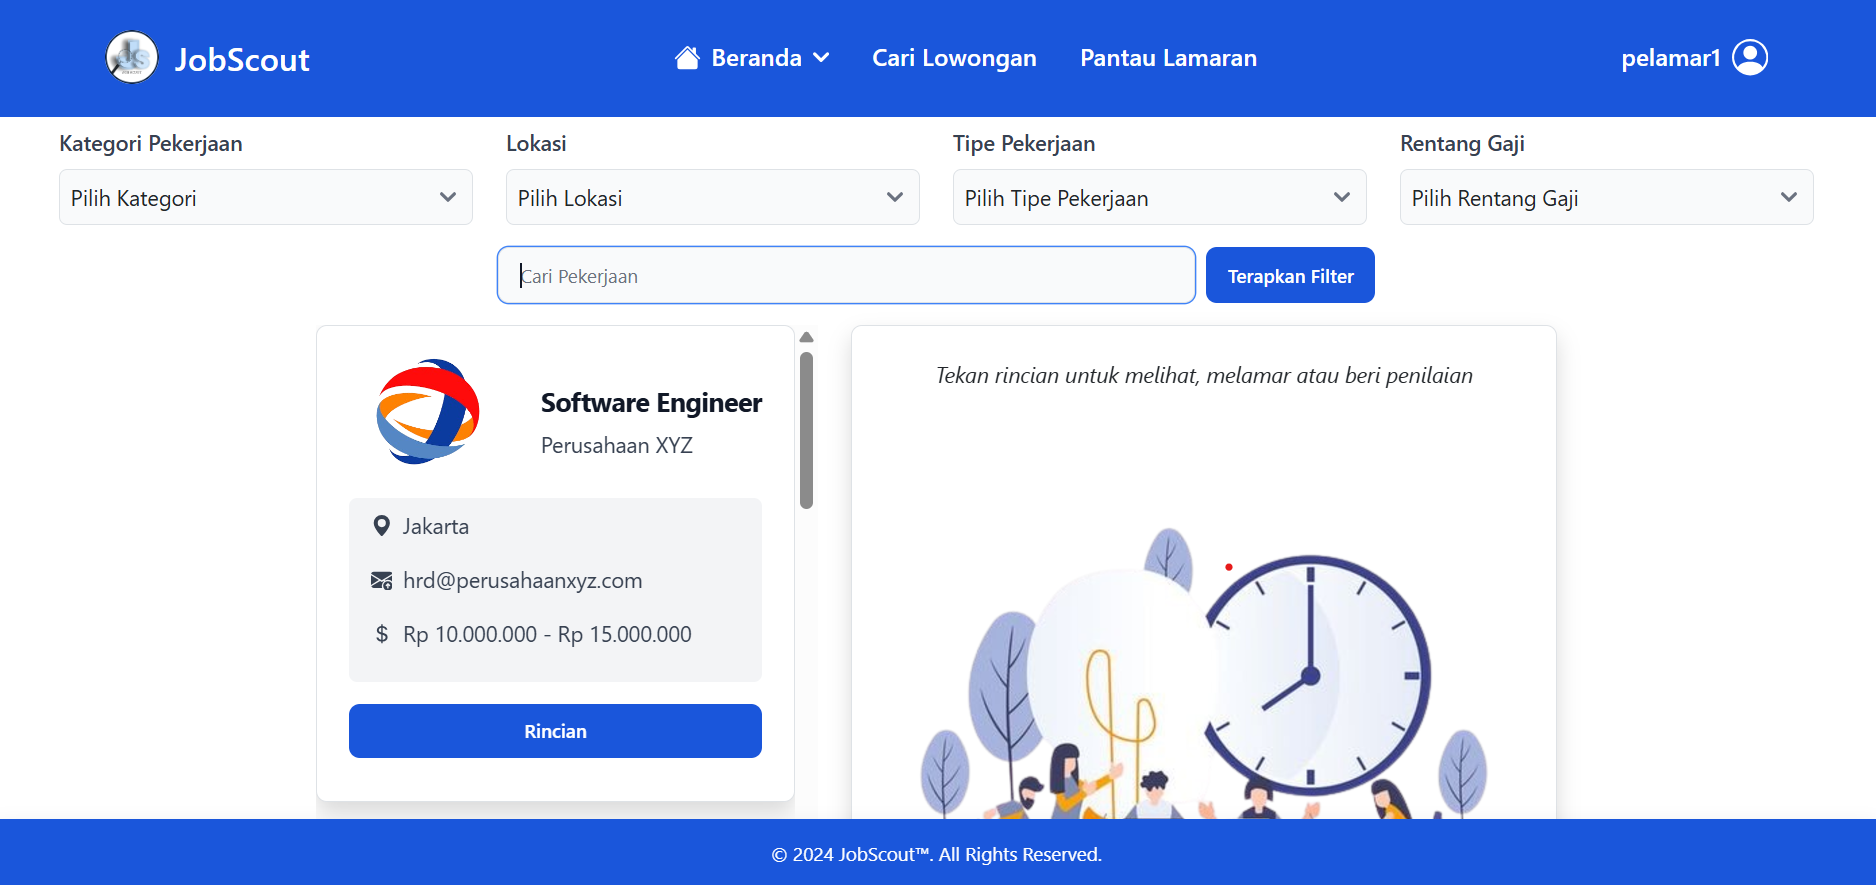 JobScout
Beranda
Cari Lowongan
Pantau Lamaran
pelamar1
Kategori Pekerjaan
Lokasi
Tipe Pekerjaan
Rentang Gaji
Pilih Kategori
Pilih Lokasi
Pilih Tipe Pekerjaan
Pilih Rentang Gaji
Cari Pekerjaan
Terapkan Filter
Software Engineer
Perusahaan XYZ
Jakarta
hrd@perusahaanxyz.com
$ Rp 10.000.000 - Rp 15.000.000
Rincian
Tekan rincian untuk melihat, melamar atau beri penilaian
© 2024 JobScout™. All Rights Reserved.